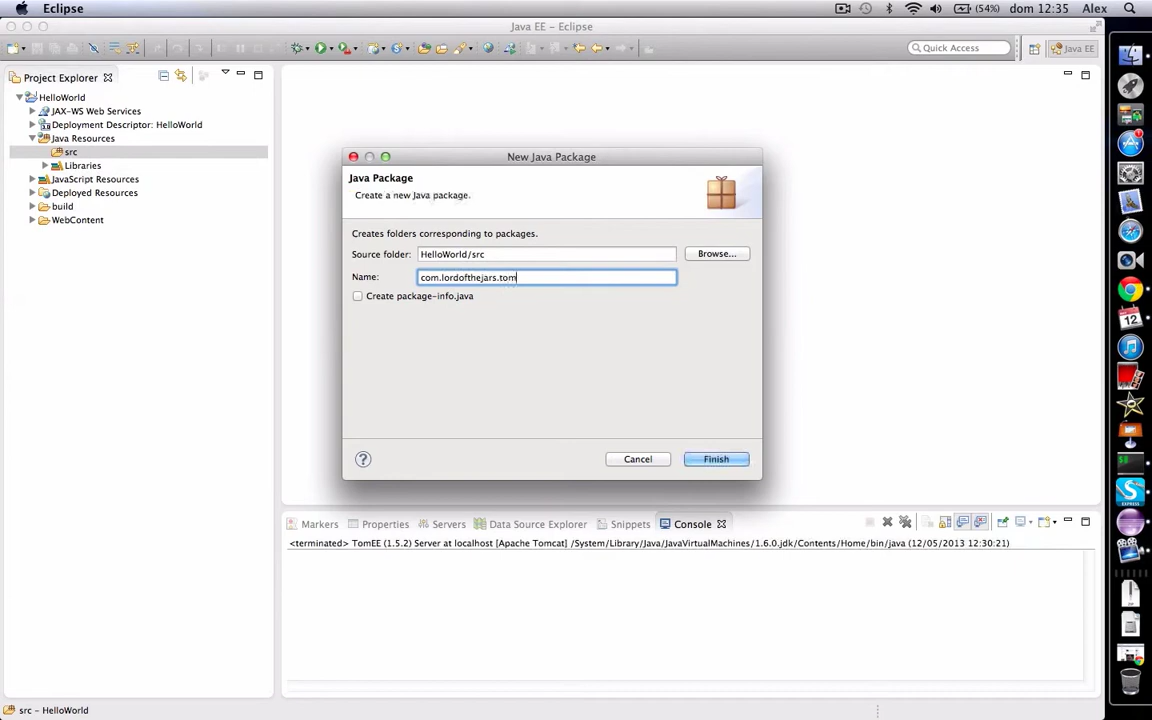 Eclipse (54%) dom 12:35 Alex
Java EE – Eclipse
Quick Access Java EE
Project Explorer
HelloWorld
JAX-WS Web Services
Deployment Descriptor: HelloWorld
Java Resources
src
Libraries
JavaScript Resources
Deployed Resources
build
WebContent
New Java Package
Java Package
Create a new Java package.
Creates folders corresponding to packages.
Source folder: HelloWorld/src Browse...
Name: com.lordofthejars.tom
Create package-info.java
? Cancel Finish
Markers Properties Servers Data Source Explorer Snippets Console
<terminated> TomEE (1.5.2) Server at localhost [Apache Tomcat] /System/Library/Java/JavaVirtualMachines/1.6.0.jdk/Contents/Home/bin/java (12/05/2013 12:30:21)
src – HelloWorld